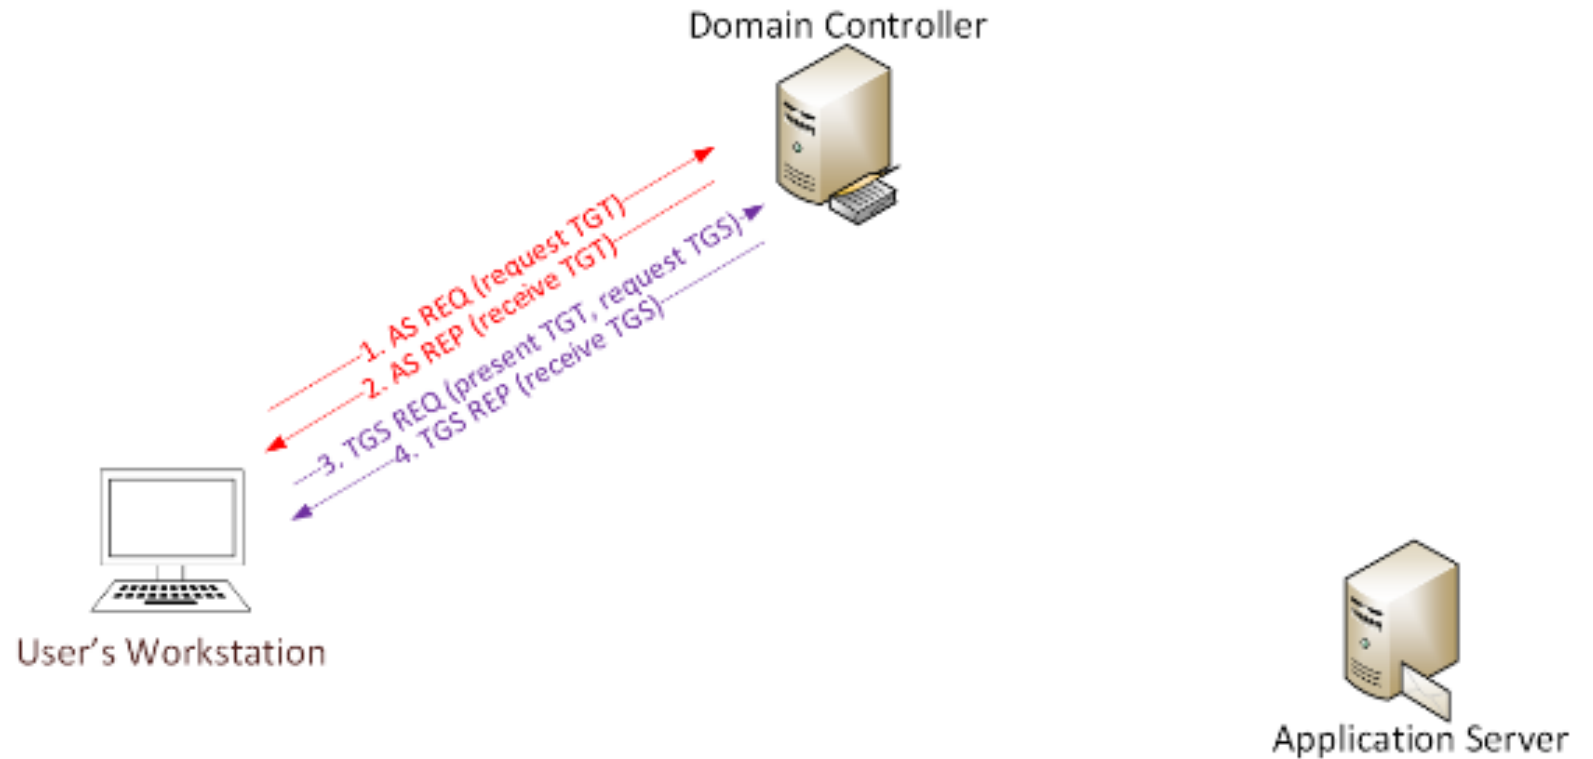 Domain Controller
1. AS REQ (request TGT)
2. AS REP (receive TGT)
3. TGS REQ (present TGT, request TGS)
4. TGS REP (receive TGS)
User's Workstation
Application Server